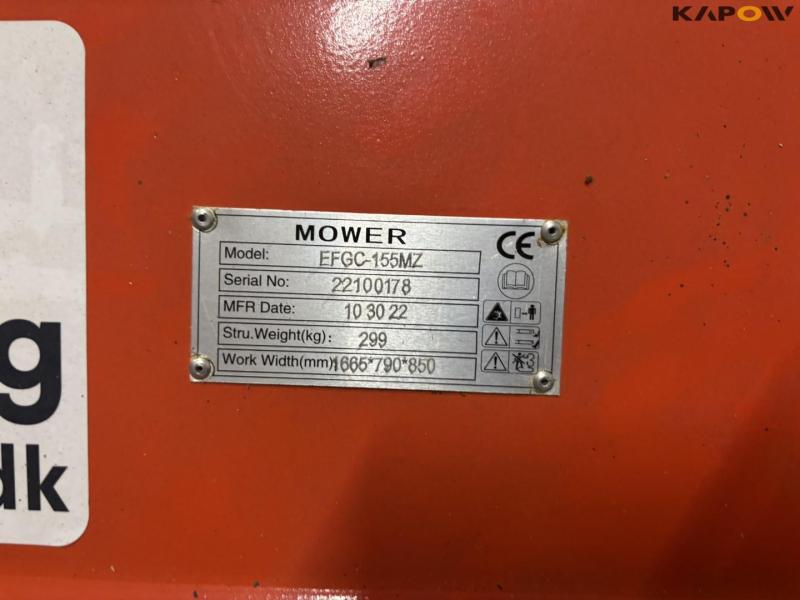 KAPOW
MOWER
CE
Model: EFGC-155MZ
Serial No: 22100178
MFR Date: 10 30 22
Stru.Weight(kg): 299
Work Width(mm) 1665*790*850
g
dk